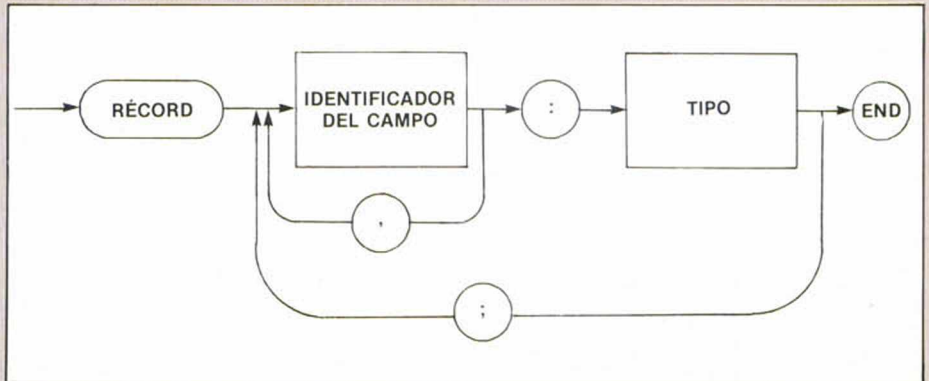 RÉCORD
IDENTIFICADOR
DEL CAMPO
:
TIPO
END
,
;